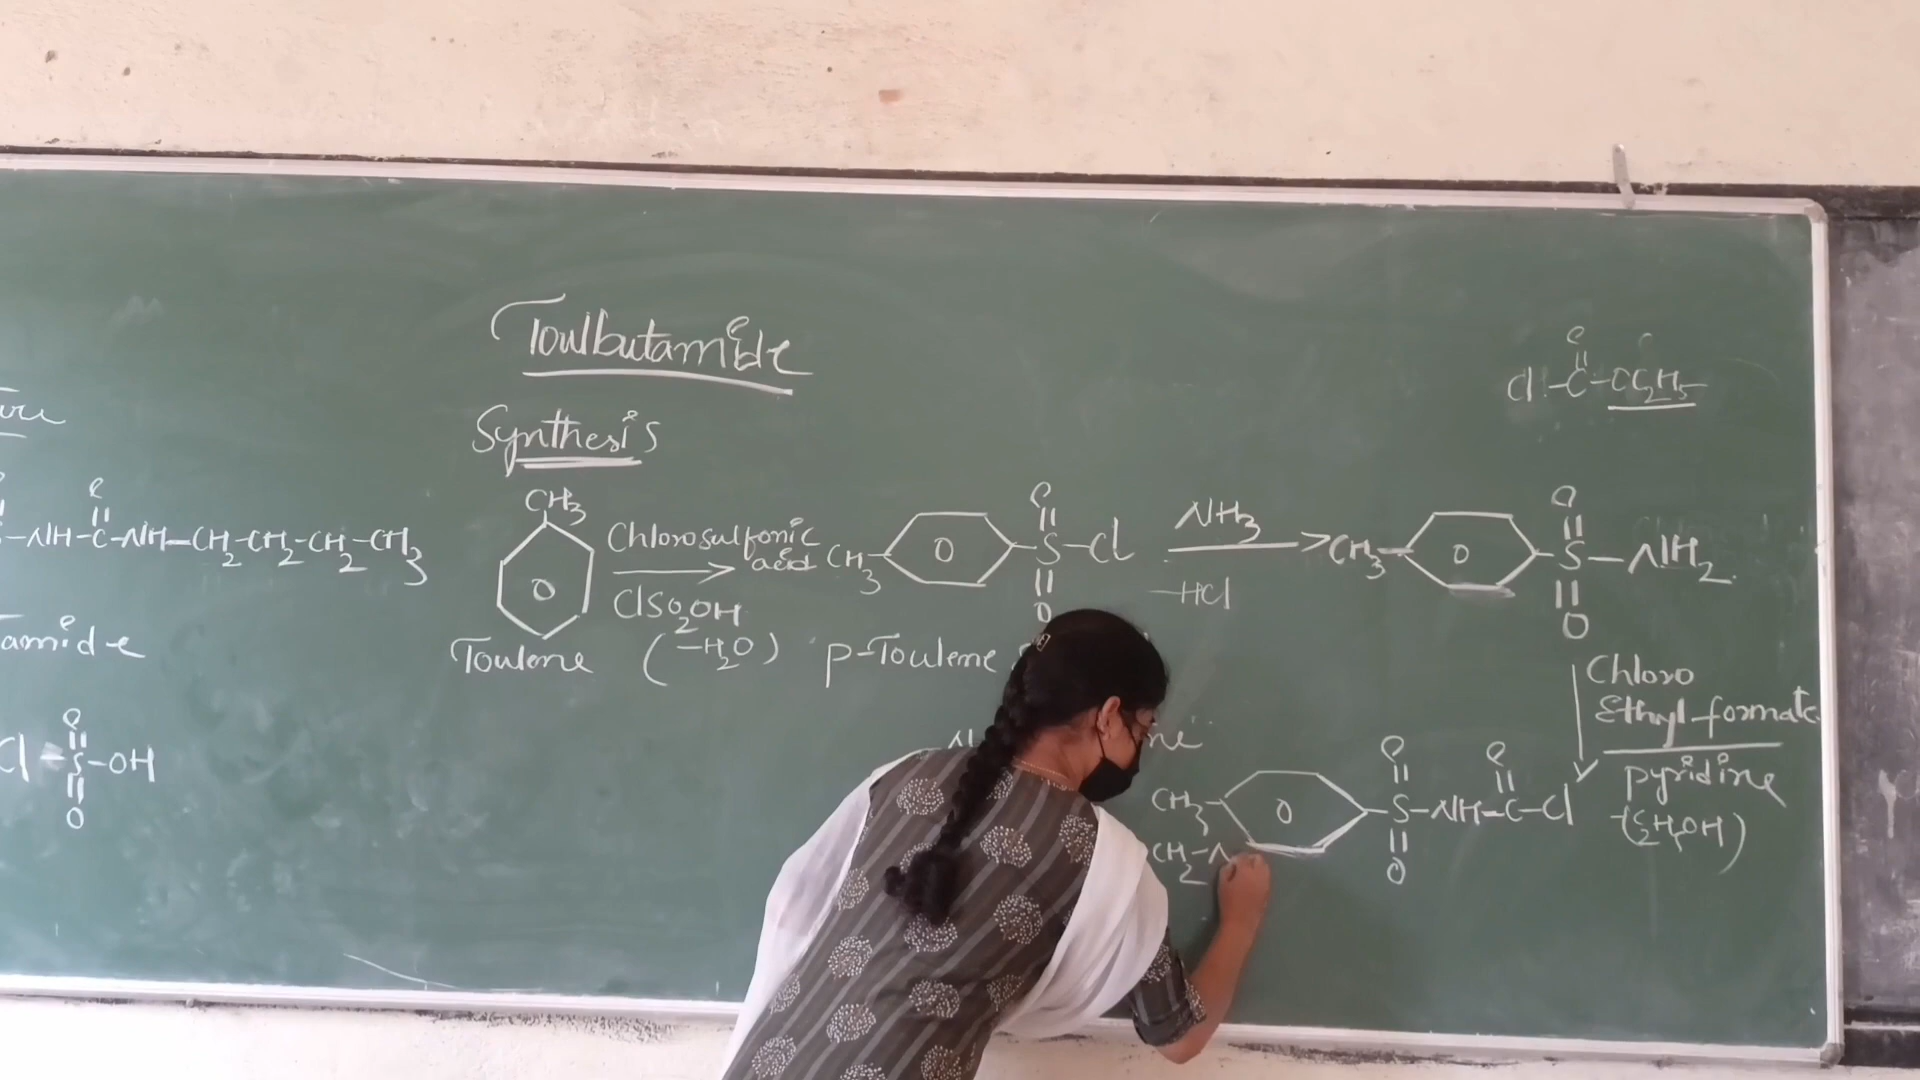 Toulbutamide
Synthesis
Cl-C-OC2H5
O
-NH-C-NH-CH2-CH2-CH2-CH3
O
CH3
Chlorosulfonic
acid
ClSO2OH
(-H2O)
Toulene
CH3
O
S-Cl
O
p-Toulene
NH3
-HCl
CH3
O
S-NH2
O
amide
Cl-S-OH
O
O
Chloro
Ethyl formate
pyridine
-C2H5OH)
CH3
O
O
S-NH-C-Cl
O
CH2-N